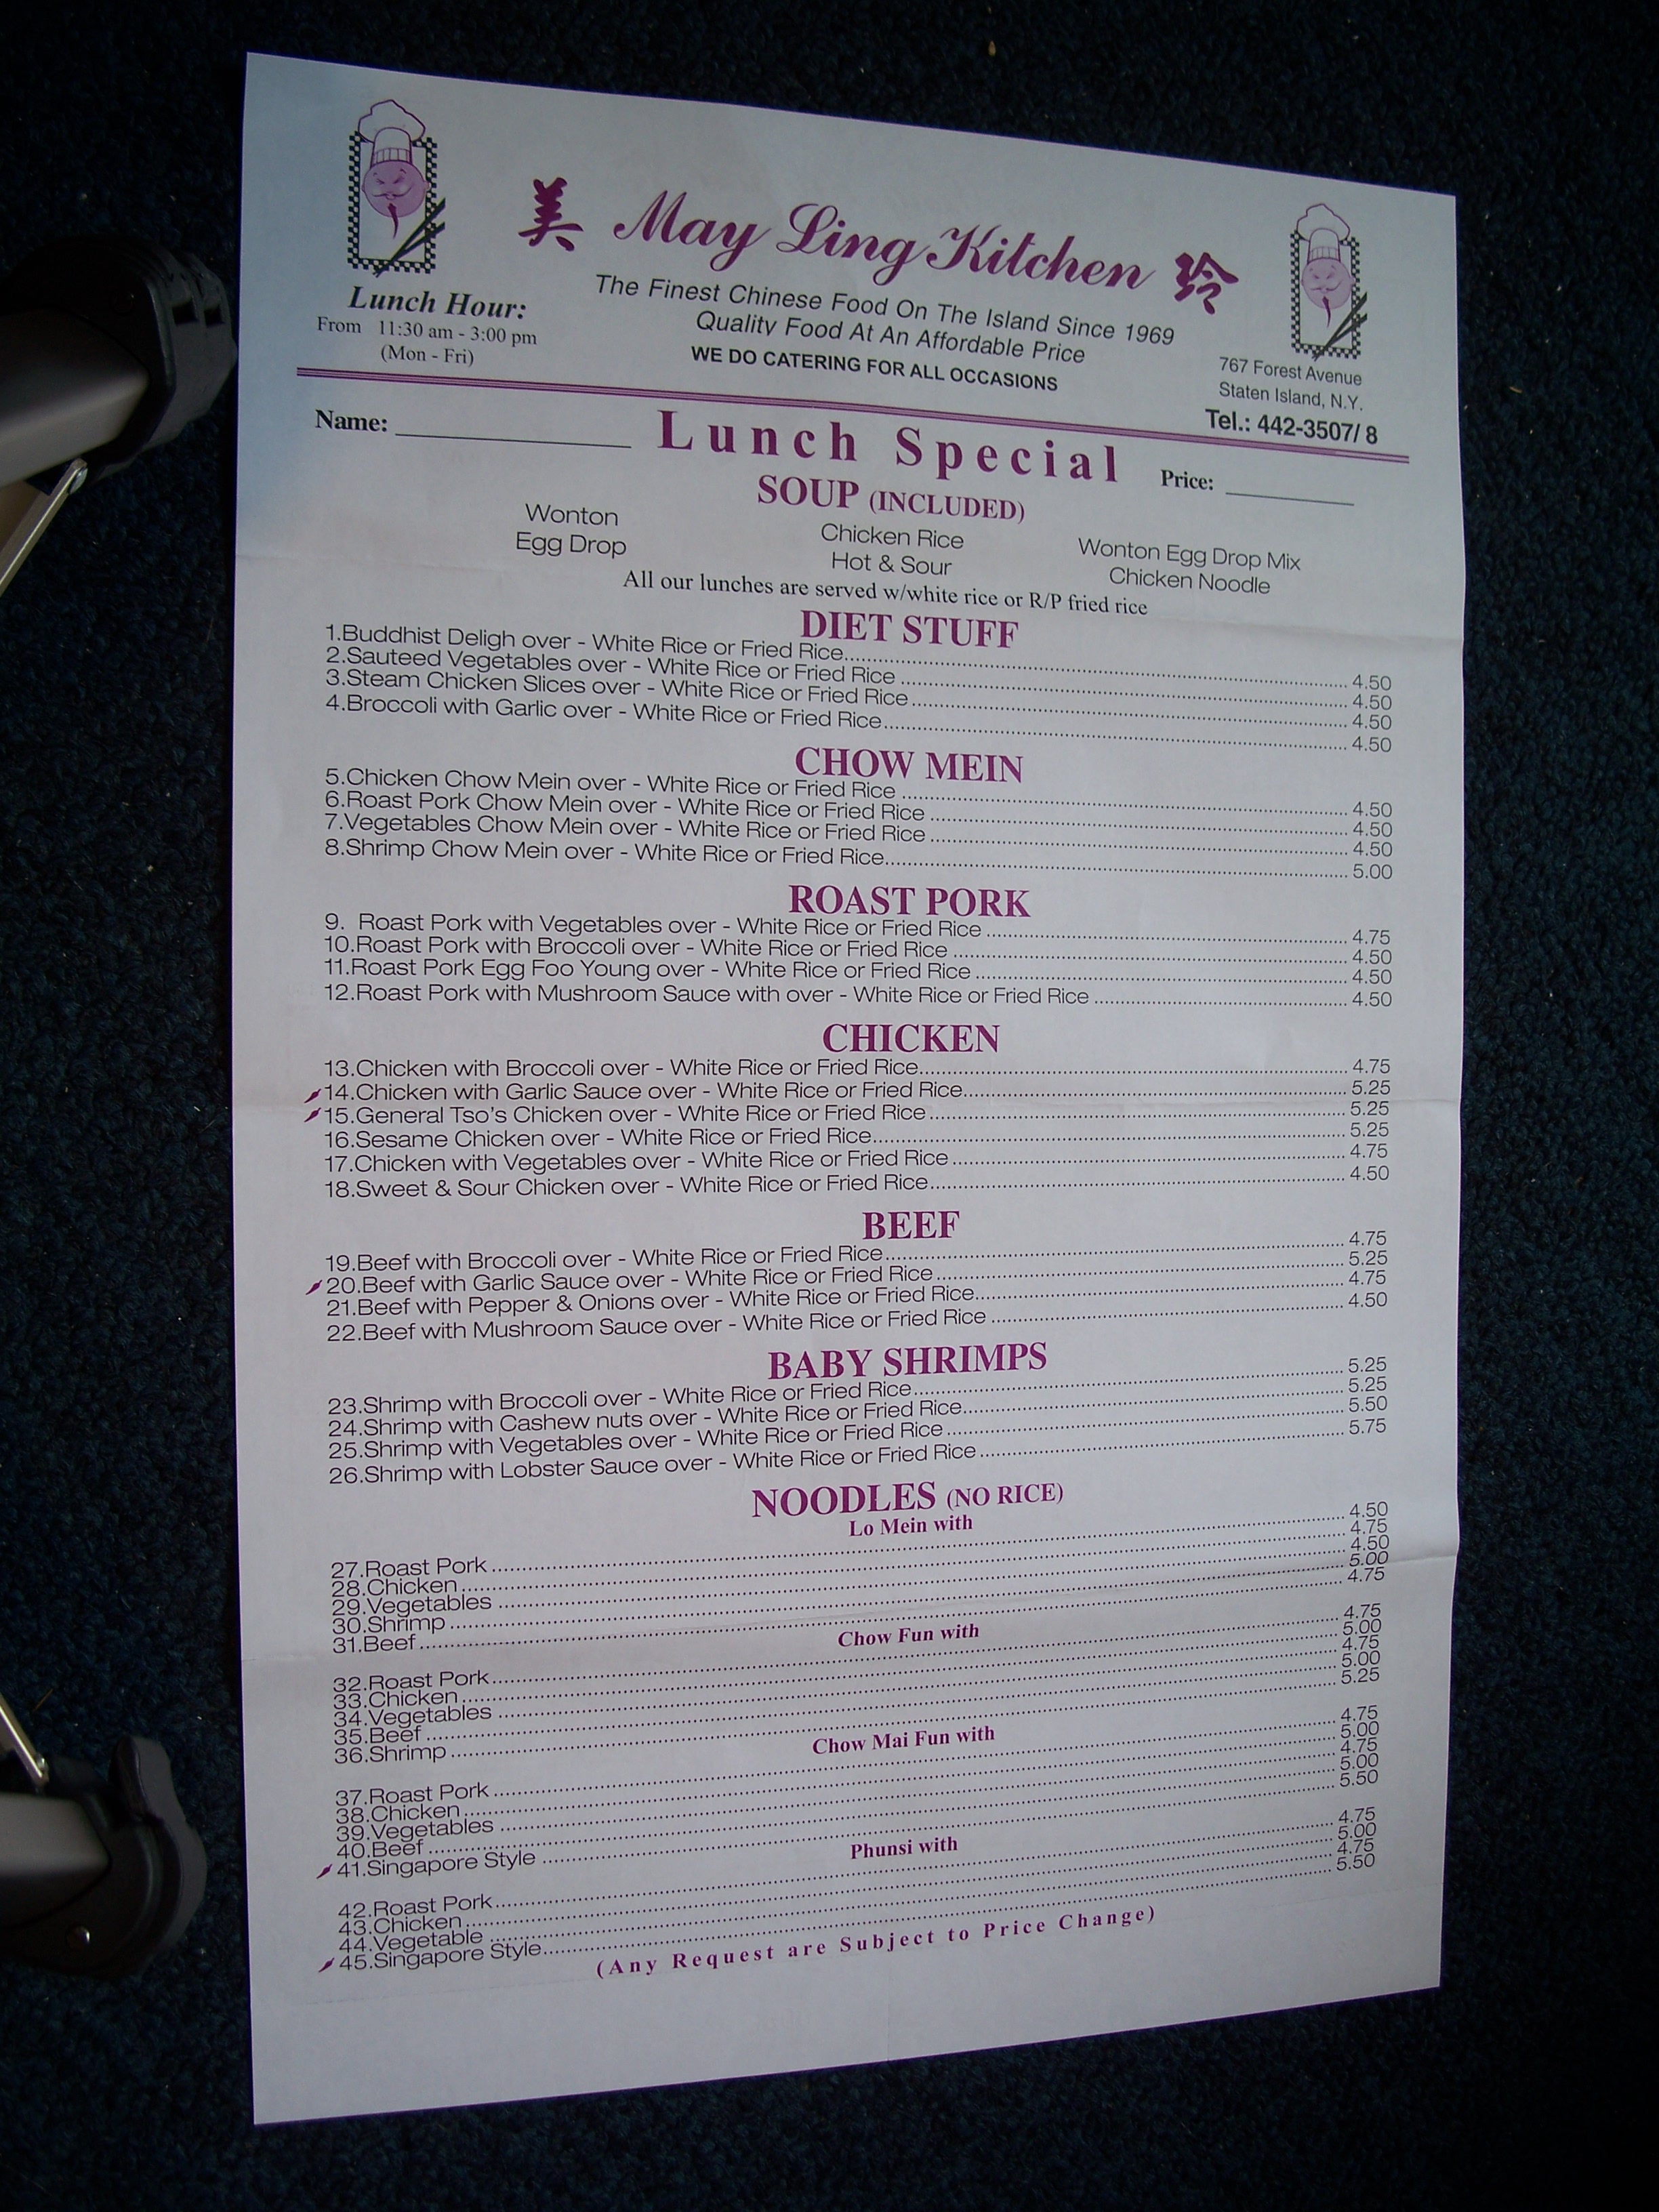 美 May Ling Kitchen 玲
The Finest Chinese Food On The Island Since 1969
Quality Food At An Affordable Price
WE DO CATERING FOR ALL OCCASIONS
Lunch Hour:
From 11:30 am - 3:00 pm
(Mon - Fri)
767 Forest Avenue
Staten Island, N.Y.
Tel.: 442-3507/ 8
Name: Lunch Special Price:
SOUP (INCLUDED)
Wonton Chicken Rice Wonton Egg Drop Mix
Egg Drop Hot & Sour Chicken Noodle
All our lunches are served w/white rice or R/P fried rice
DIET STUFF
1.Buddhist Deligh over - White Rice or Fried Rice 4.50
2.Sauteed Vegetables over - White Rice or Fried Rice 4.50
3.Steam Chicken Slices over - White Rice or Fried Rice 4.50
4.Broccoli with Garlic over - White Rice or Fried Rice 4.50
CHOW MEIN
5.Chicken Chow Mein over - White Rice or Fried Rice 4.50
6.Roast Pork Chow Mein over - White Rice or Fried Rice 4.50
7.Vegetables Chow Mein over - White Rice or Fried Rice 4.50
8.Shrimp Chow Mein over - White Rice or Fried Rice 5.00
ROAST PORK
9. Roast Pork with Vegetables over - White Rice or Fried Rice 4.75
10.Roast Pork with Broccoli over - White Rice or Fried Rice 4.50
11.Roast Pork Egg Foo Young over - White Rice or Fried Rice 4.50
12.Roast Pork with Mushroom Sauce with over - White Rice or Fried Rice 4.50
CHICKEN
13.Chicken with Broccoli over - White Rice or Fried Rice 4.75
14.Chicken with Garlic Sauce over - White Rice or Fried Rice 5.25
15.General Tso's Chicken over - White Rice or Fried Rice 5.25
16.Sesame Chicken over - White Rice or Fried Rice 5.25
17.Chicken with Vegetables over - White Rice or Fried Rice 4.75
18.Sweet & Sour Chicken over - White Rice or Fried Rice 4.50
BEEF
19.Beef with Broccoli over - White Rice or Fried Rice 4.75
20.Beef with Garlic Sauce over - White Rice or Fried Rice 5.25
21.Beef with Pepper & Onions over - White Rice or Fried Rice 4.75
22.Beef with Mushroom Sauce over - White Rice or Fried Rice 4.50
BABY SHRIMPS
23.Shrimp with Broccoli over - White Rice or Fried Rice 5.25
24.Shrimp with Cashew nuts over - White Rice or Fried Rice 5.25
25.Shrimp with Vegetables over - White Rice or Fried Rice 5.50
26.Shrimp with Lobster Sauce over - White Rice or Fried Rice 5.75
NOODLES (NO RICE)
Lo Mein with
27.Roast Pork 4.50
28.Chicken 4.75
29.Vegetables 4.50
30.Shrimp 5.00
31.Beef 4.75
Chow Fun with
32.Roast Pork 4.75
33.Chicken 5.00
34.Vegetables 4.75
35.Beef 5.00
36.Shrimp 5.25
Chow Mai Fun with
37.Roast Pork 4.75
38.Chicken 5.00
39.Vegetables 4.75
40.Beef 5.00
41.Singapore Style 5.50
Phunsi with
42.Roast Pork 4.75
43.Chicken 5.00
44.Vegetable 4.75
45.Singapore Style 5.50
(Any Request are Subject to Price Change)